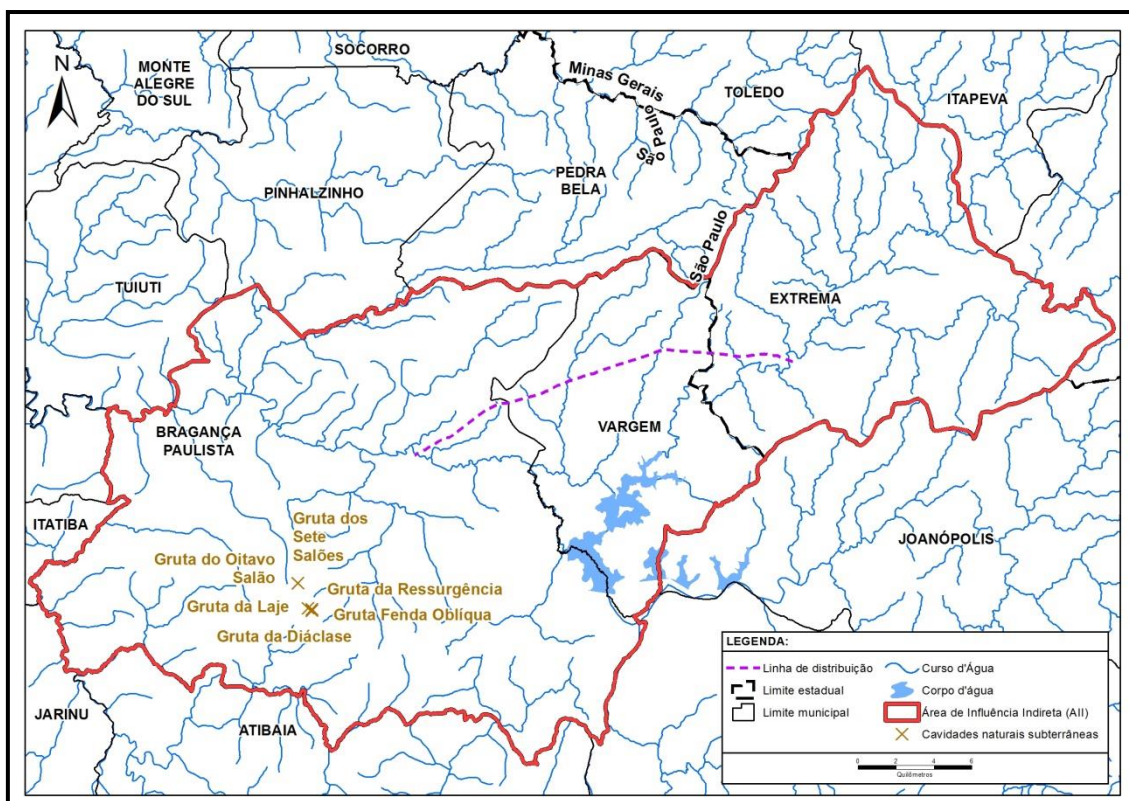 SOCORRO
MONTE
ALEGRE
DO SUL
N
Minas Gerais
São Paulo
TOLEDO
ITAPEVA
PEDRA
BELA
PINHALZINHO
TUIUTI
São Paulo
EXTREMA
BRAGANÇA
PAULISTA
VARGEM
ITATIBA
JOANÓPOLIS
Gruta dos
Sete
Salões
Gruta do Oitavo
Salão
Gruta da Ressurgência
Gruta da Laje
Gruta Fenda Oblíqua
Gruta da Diáclase
JARINU
ATIBAIA
LEGENDA:
Linha de distribuição
Curso d'Água
Limite estadual
Corpo d'água
Limite municipal
Área de Influência Indireta (AII)
Cavidades naturais subterrâneas
0 2 4 6
Quilômetros